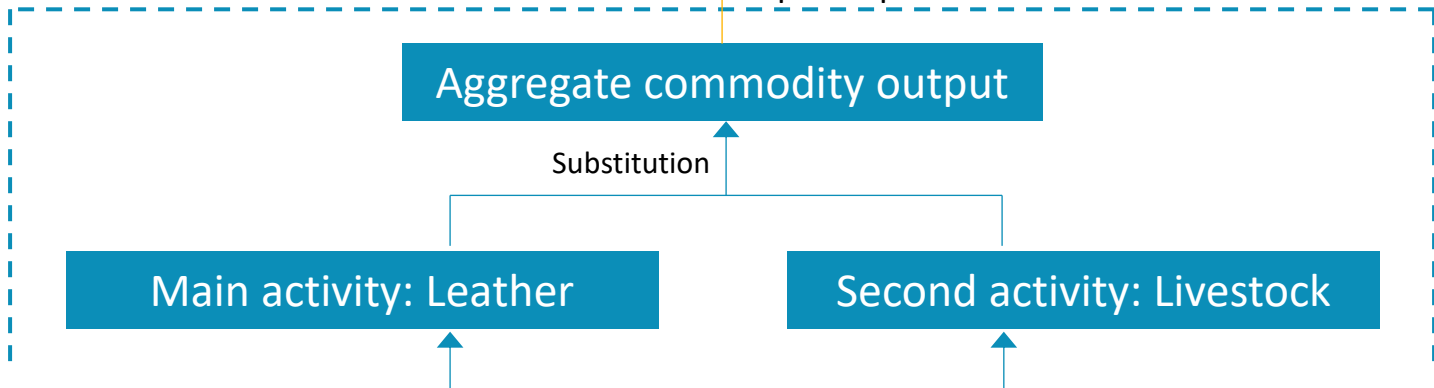 Aggregate commodity output
Substitution
Main activity: Leather
Second activity: Livestock